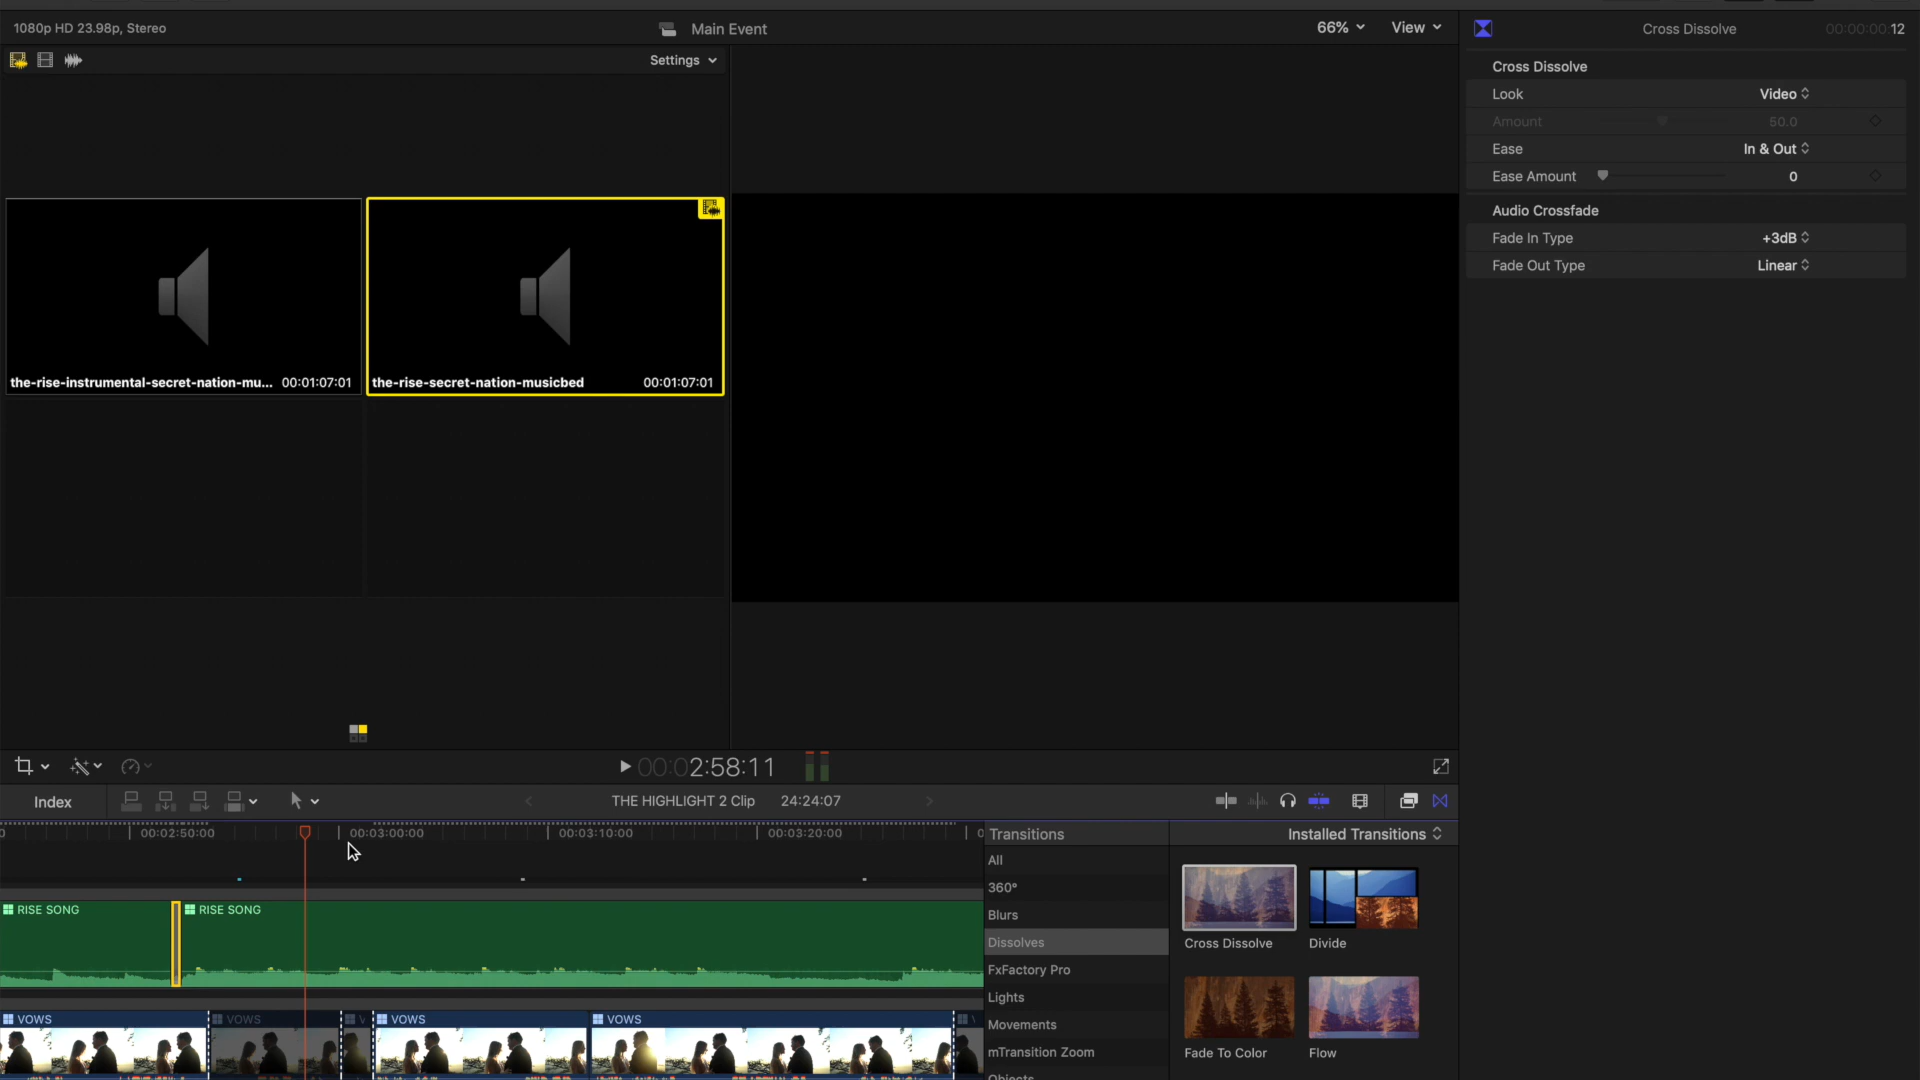 1080p HD 23.98p, Stereo
Main Event
66%
View
Cross Dissolve
00:00:00:12
Settings
Cross Dissolve
Look
Video
Amount
50.0
Ease
In & Out
Ease Amount
0
Audio Crossfade
Fade In Type
+3dB
Fade Out Type
Linear
the-rise-instrumental-secret-nation-mu...
00:01:07:01
the-rise-secret-nation-musicbed
00:01:07:01
00:02:58:11
Index
THE HIGHLIGHT 2 Clip
24:24:07
00:02:50:00
00:03:00:00
00:03:10:00
00:03:20:00
Transitions
Installed Transitions
All
360°
Blurs
Dissolves
FxFactory Pro
Lights
Movements
mTransition Zoom
Objects
Cross Dissolve
Divide
Fade To Color
Flow
RISE SONG
RISE SONG
VOWS
VOWS
VOWS
VOWS